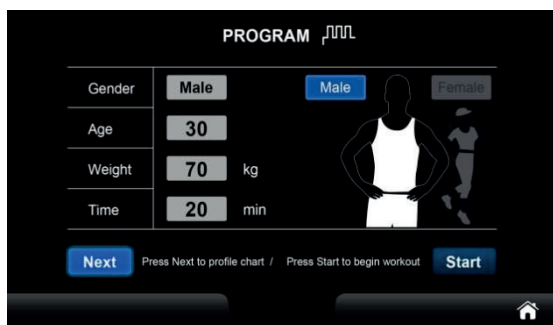 PROGRAM
Gender Male Male Female
Age 30
Weight 70 kg
Time 20 min
Next Press Next to profile chart / Press Start to begin workout Start